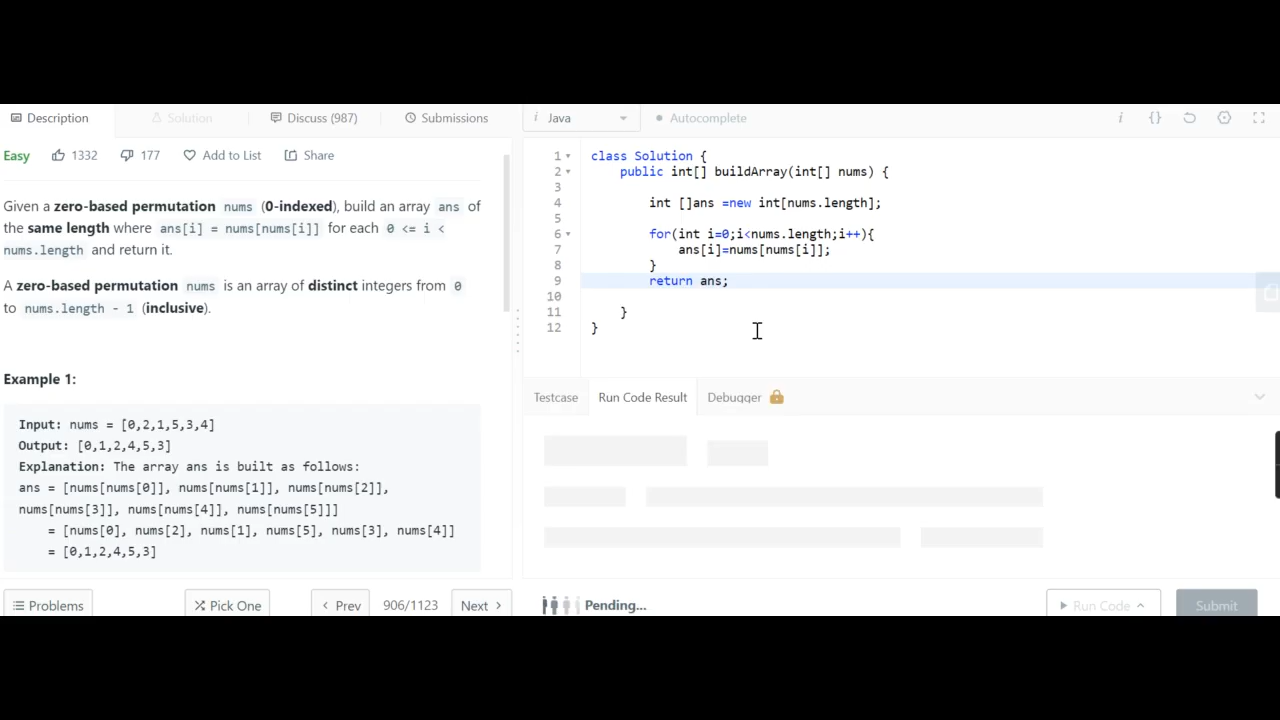 Description
Solution
Discuss (987)
Submissions
Easy
1332
177
Add to List
Share
Given a zero-based permutation nums (0-indexed), build an array ans of
the same length where ans[i] = nums[nums[i]] for each 0 <= i <
nums.length and return it.
A zero-based permutation nums is an array of distinct integers from 0
to nums.length - 1 (inclusive).
Example 1:
Input: nums = [0,2,1,5,3,4]
Output: [0,1,2,4,5,3]
Explanation: The array ans is built as follows:
ans = [nums[nums[0]], nums[nums[1]], nums[nums[2]],
nums[nums[3]], nums[nums[4]], nums[nums[5]]]
= [nums[0], nums[2], nums[1], nums[5], nums[3], nums[4]]
= [0,1,2,4,5,3]
Problems
Pick One
< Prev
906/1123
Next >
i Java
Autocomplete
i {}
1 class Solution {
2 public int[] buildArray(int[] nums) {
3
4 int []ans =new int[nums.length];
5
6 for(int i=0;i<nums.length;i++){
7 ans[i]=nums[nums[i]];
8 }
9 return ans;
10
11 }
12 }
Testcase
Run Code Result
Debugger
Pending...
Run Code
Submit